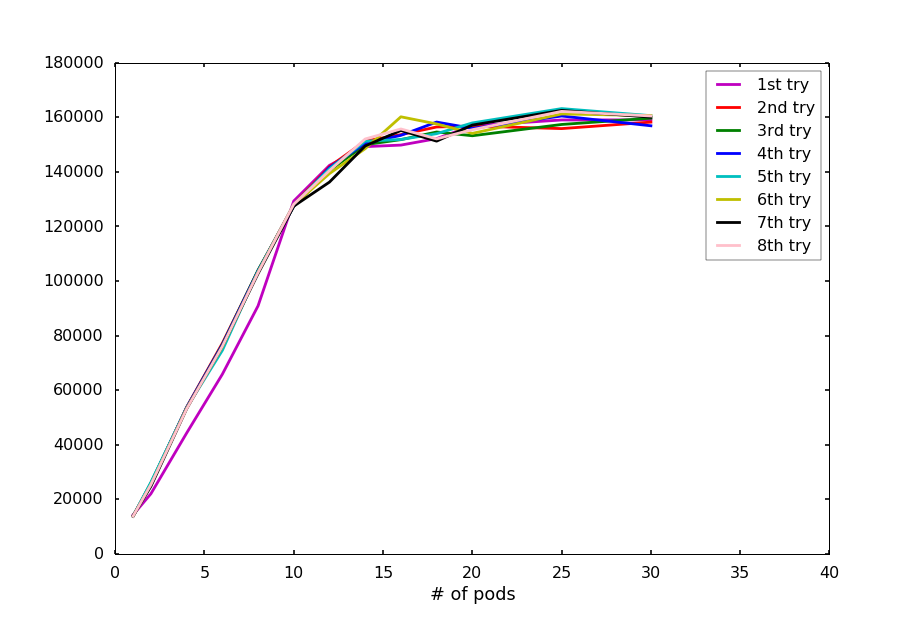 180000
160000
140000
120000
100000
80000
60000
40000
20000
0
1st try
2nd try
3rd try
4th try
5th try
6th try
7th try
8th try
0 5 10 15 20 25 30 35 40
# of pods